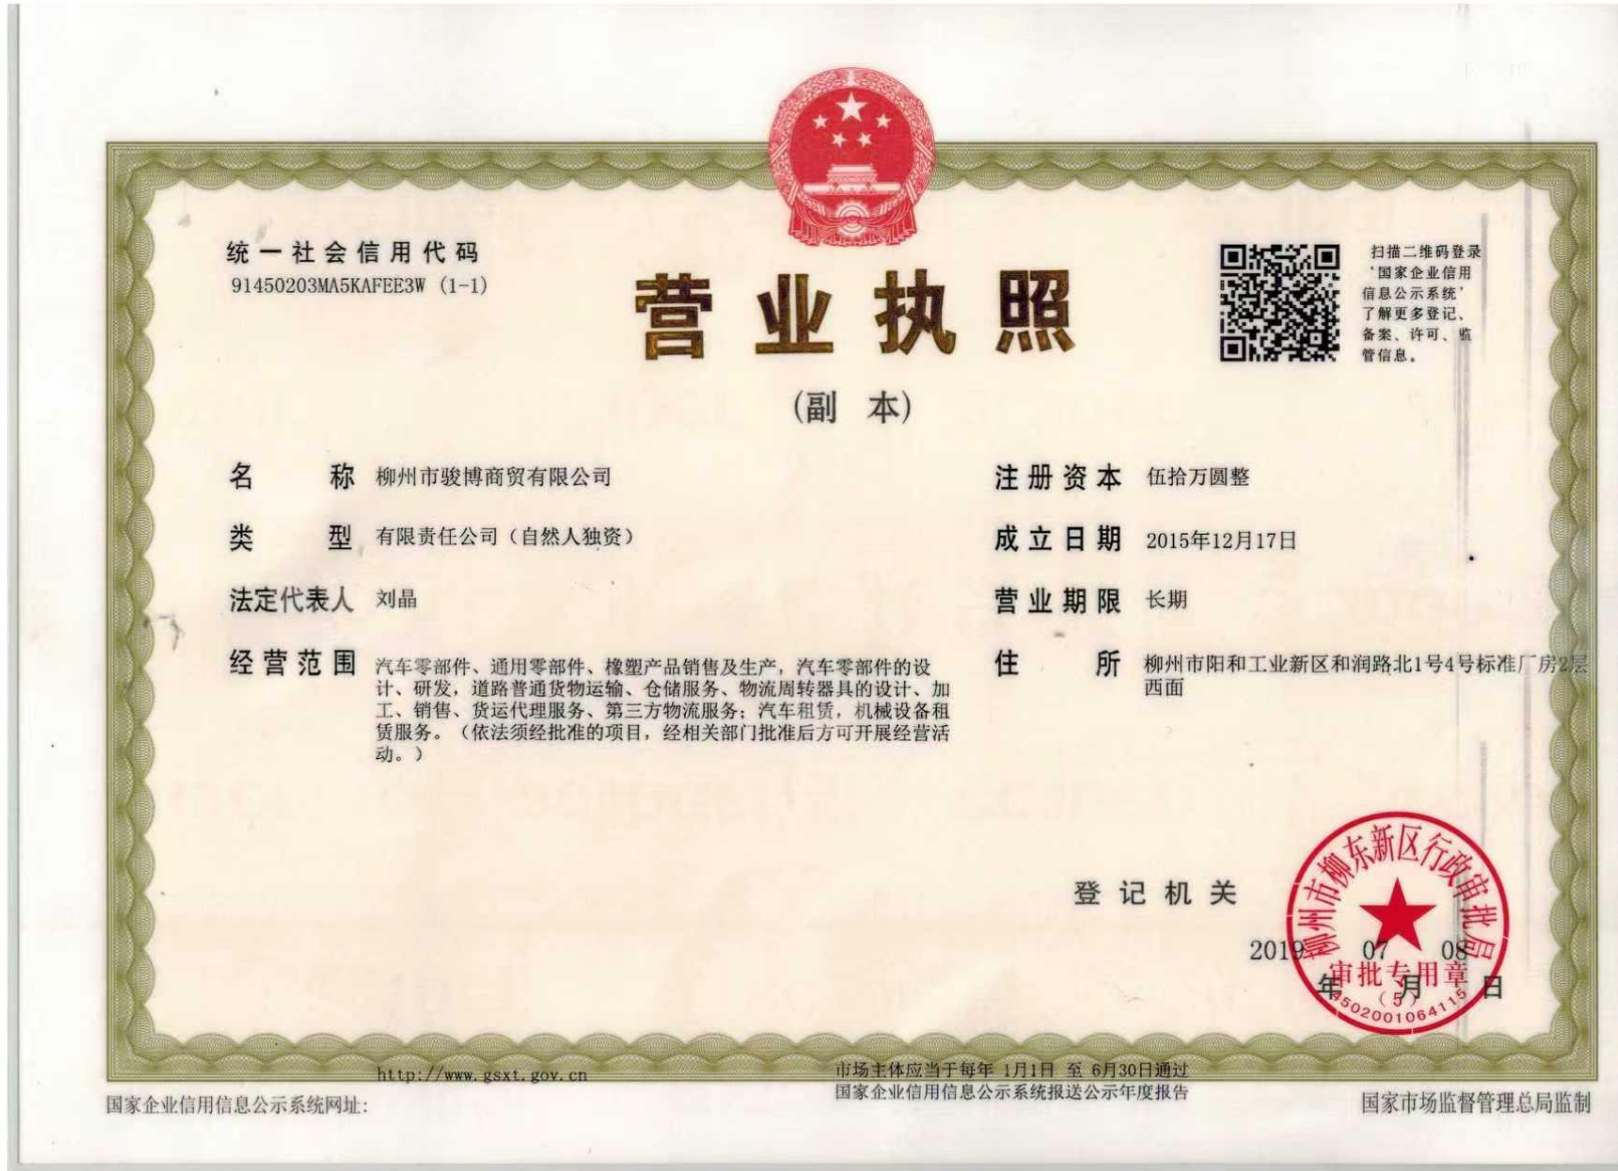 统一社会信用代码
91450203MA5KAFEE3W (1-1)
营业执照
(副 本)
扫描二维码登录
'国家企业信用
信息公示系统'
了解更多登记、
备案、许可、监
管信息。
名 称 柳州市骏博商贸有限公司
类 型 有限责任公司（自然人独资）
法定代表人 刘晶
经营范围 汽车零部件、通用零部件、橡塑产品销售及生产，汽车零部件的设
计、研发，道路普通货物运输、仓储服务、物流周转器具的设计、加
工、销售、货运代理服务、第三方物流服务；汽车租赁，机械设备租
赁服务。（依法须经批准的项目，经相关部门批准后方可开展经营活
动。）
注册资本 伍拾万圆整
成立日期 2015年12月17日
营业期限 长期
住 所 柳州市阳和工业新区和润路北1号4号标准厂房2层
西面
登记机关
柳州市柳东新区行政审批局
2019 07 08
审批专用章
年 月 日
（5）
4502001064115
http://www.gsxt.gov.cn
国家企业信用信息公示系统网址：
市场主体应当于每年 1月1日 至 6月30日通过
国家企业信用信息公示系统报送公示年度报告
国家市场监督管理总局监制